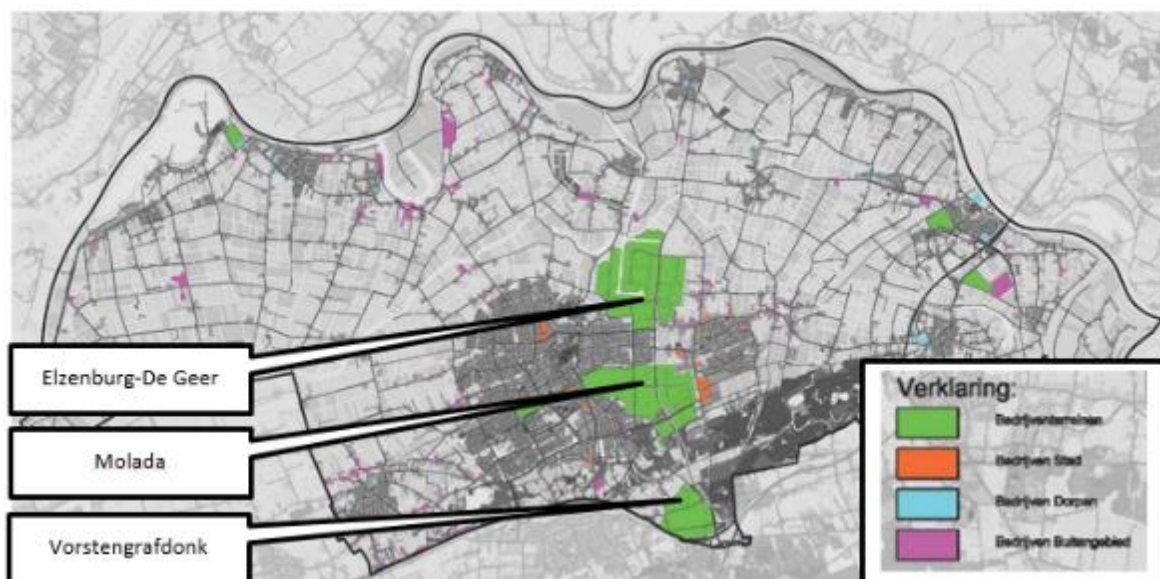 Elzenburg-De Geer
Molada
Vorstengrafdonk
Verklaring:
Bedrijventerreinen
Bedrijven Stad
Bedrijven Dorpen
Bedrijven Buitengebied